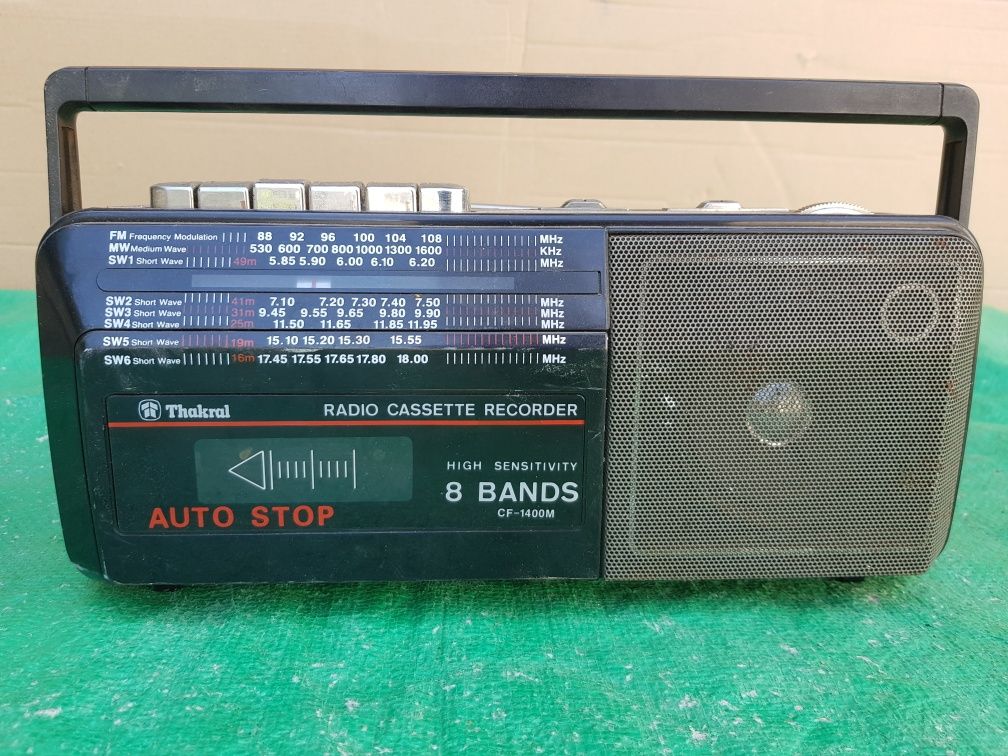 FM Frequency Modulation 88 92 96 100 104 108 MHz
MW Medium Wave 530 600 700 800 1000 1300 1600 KHz
SW1 Short Wave 49m 5.85 5.90 6.00 6.10 6.20 MHz
SW2 Short Wave 41m 7.10 7.20 7.30 7.40 7.50 MHz
SW3 Short Wave 31m 9.45 9.55 9.65 9.80 9.90 MHz
SW4 Short Wave 25m 11.50 11.65 11.85 11.95 MHz
SW5 Short Wave 19m 15.10 15.20 15.30 15.55 MHz
SW6 Short Wave 16m 17.45 17.55 17.65 17.80 18.00 MHz
Thakral RADIO CASSETTE RECORDER
HIGH SENSITIVITY
8 BANDS
CF-1400M
AUTO STOP